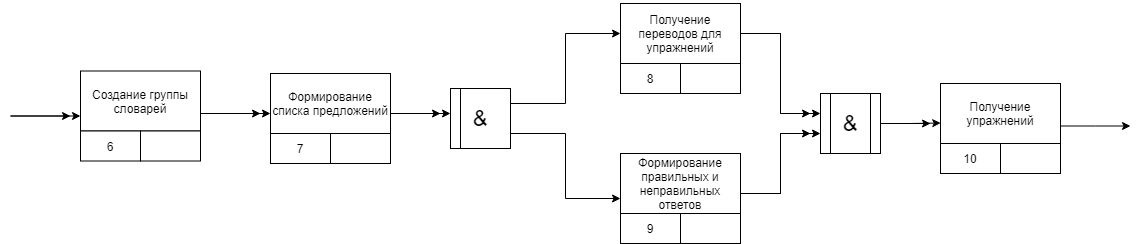 Создание группы
словарей
6
Формирование
списка предложений
7
&
Получение
переводов для
упражнений
8
Формирование
правильных и
неправильных
ответов
9
&
Получение
упражнений
10